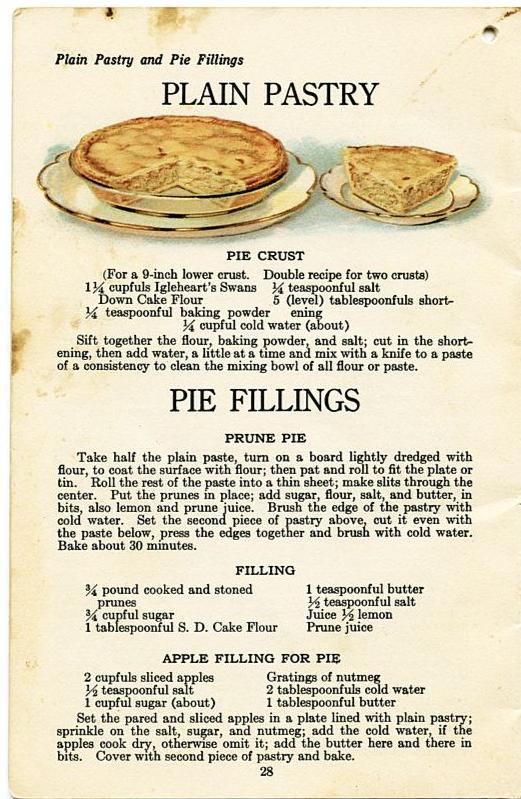 Plain Pastry and Pie Fillings
PLAIN PASTRY
PIE CRUST
(For a 9-inch lower crust. Double recipe for two crusts)
1¼ cupfuls Igleheart's Swans Down Cake Flour
¼ teaspoonful baking powder
¼ teaspoonful salt
5 (level) tablespoonfuls short-
ening
¼ cupful cold water (about)
Sift together the flour, baking powder, and salt; cut in the short-
ening, then add water, a little at a time and mix with a knife to a paste
of a consistency to clean the mixing bowl of all flour or paste.
PIE FILLINGS
PRUNE PIE
Take half the plain paste, turn on a board lightly dredged with
flour, to coat the surface with flour; then pat and roll to fit the plate or
tin. Roll the rest of the paste into a thin sheet; make slits through the
center. Put the prunes in place; add sugar, flour, salt, and butter, in
bits, also lemon and prune juice. Brush the edge of the pastry with
cold water. Set the second piece of pastry above, cut it even with
the paste below, press the edges together and brush with cold water.
Bake about 30 minutes.
FILLING
¾ pound cooked and stoned
prunes
¾ cupful sugar
1 tablespoonful S. D. Cake Flour
1 teaspoonful butter
½ teaspoonful salt
Juice ½ lemon
Prune juice
APPLE FILLING FOR PIE
2 cupfuls sliced apples
½ teaspoonful salt
1 cupful sugar (about)
Gratings of nutmeg
2 tablespoonfuls cold water
1 tablespoonful butter
Set the pared and sliced apples in a plate lined with plain pastry;
sprinkle on the salt, sugar, and nutmeg; add the cold water, if the
apples cook dry, otherwise omit it; add the butter here and there in
bits. Cover with second piece of pastry and bake.
28